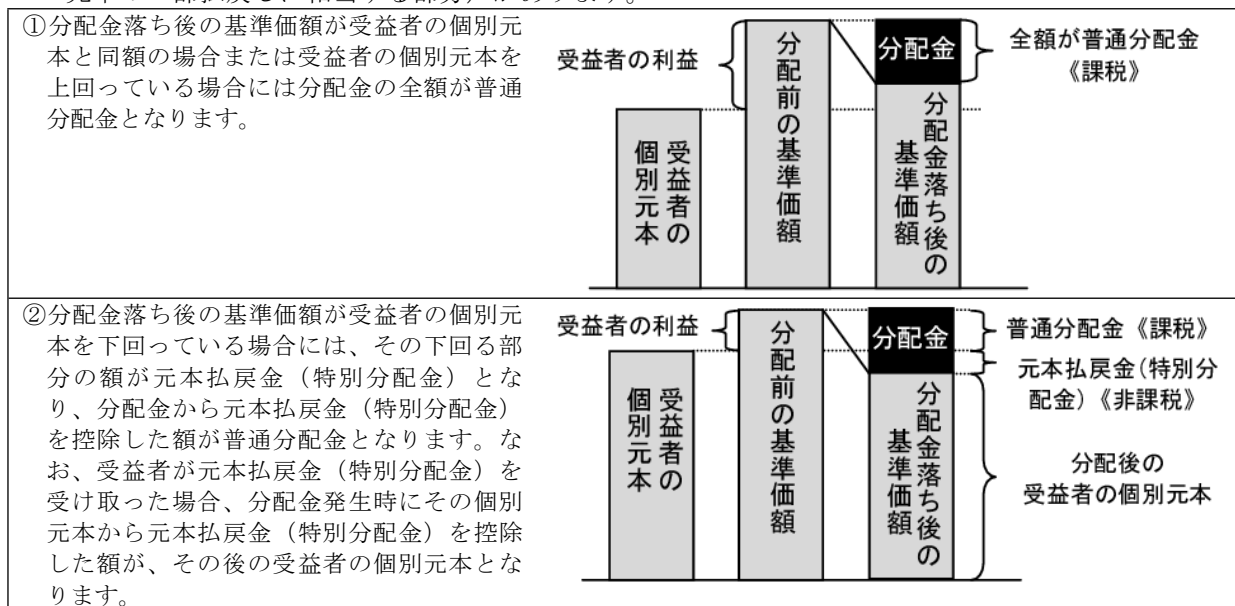 ①分配金落ち後の基準価額が受益者の個別元
本と同額の場合または受益者の個別元本を
上回っている場合には分配金の全額が普通
分配金となります。
受益者の利益
受益者の
個別元本
分配前の基準価額
分配金
分配金落ち後の
基準価額
全額が普通分配金
《課税》
②分配金落ち後の基準価額が受益者の個別元
本を下回っている場合には、その下回る部
分の額が元本払戻金（特別分配金）とな
り、分配金から元本払戻金（特別分配金）
を控除した額が普通分配金となります。な
お、受益者が元本払戻金（特別分配金）を
受け取った場合、分配金発生時にその個別
元本から元本払戻金（特別分配金）を控除
した額が、その後の受益者の個別元本とな
ります。
受益者の利益
受益者の
個別元本
分配前の基準価額
分配金
分配金落ち後の
基準価額
普通分配金《課税》
元本払戻金（特別分
配金）《非課税》
分配後の
受益者の個別元本